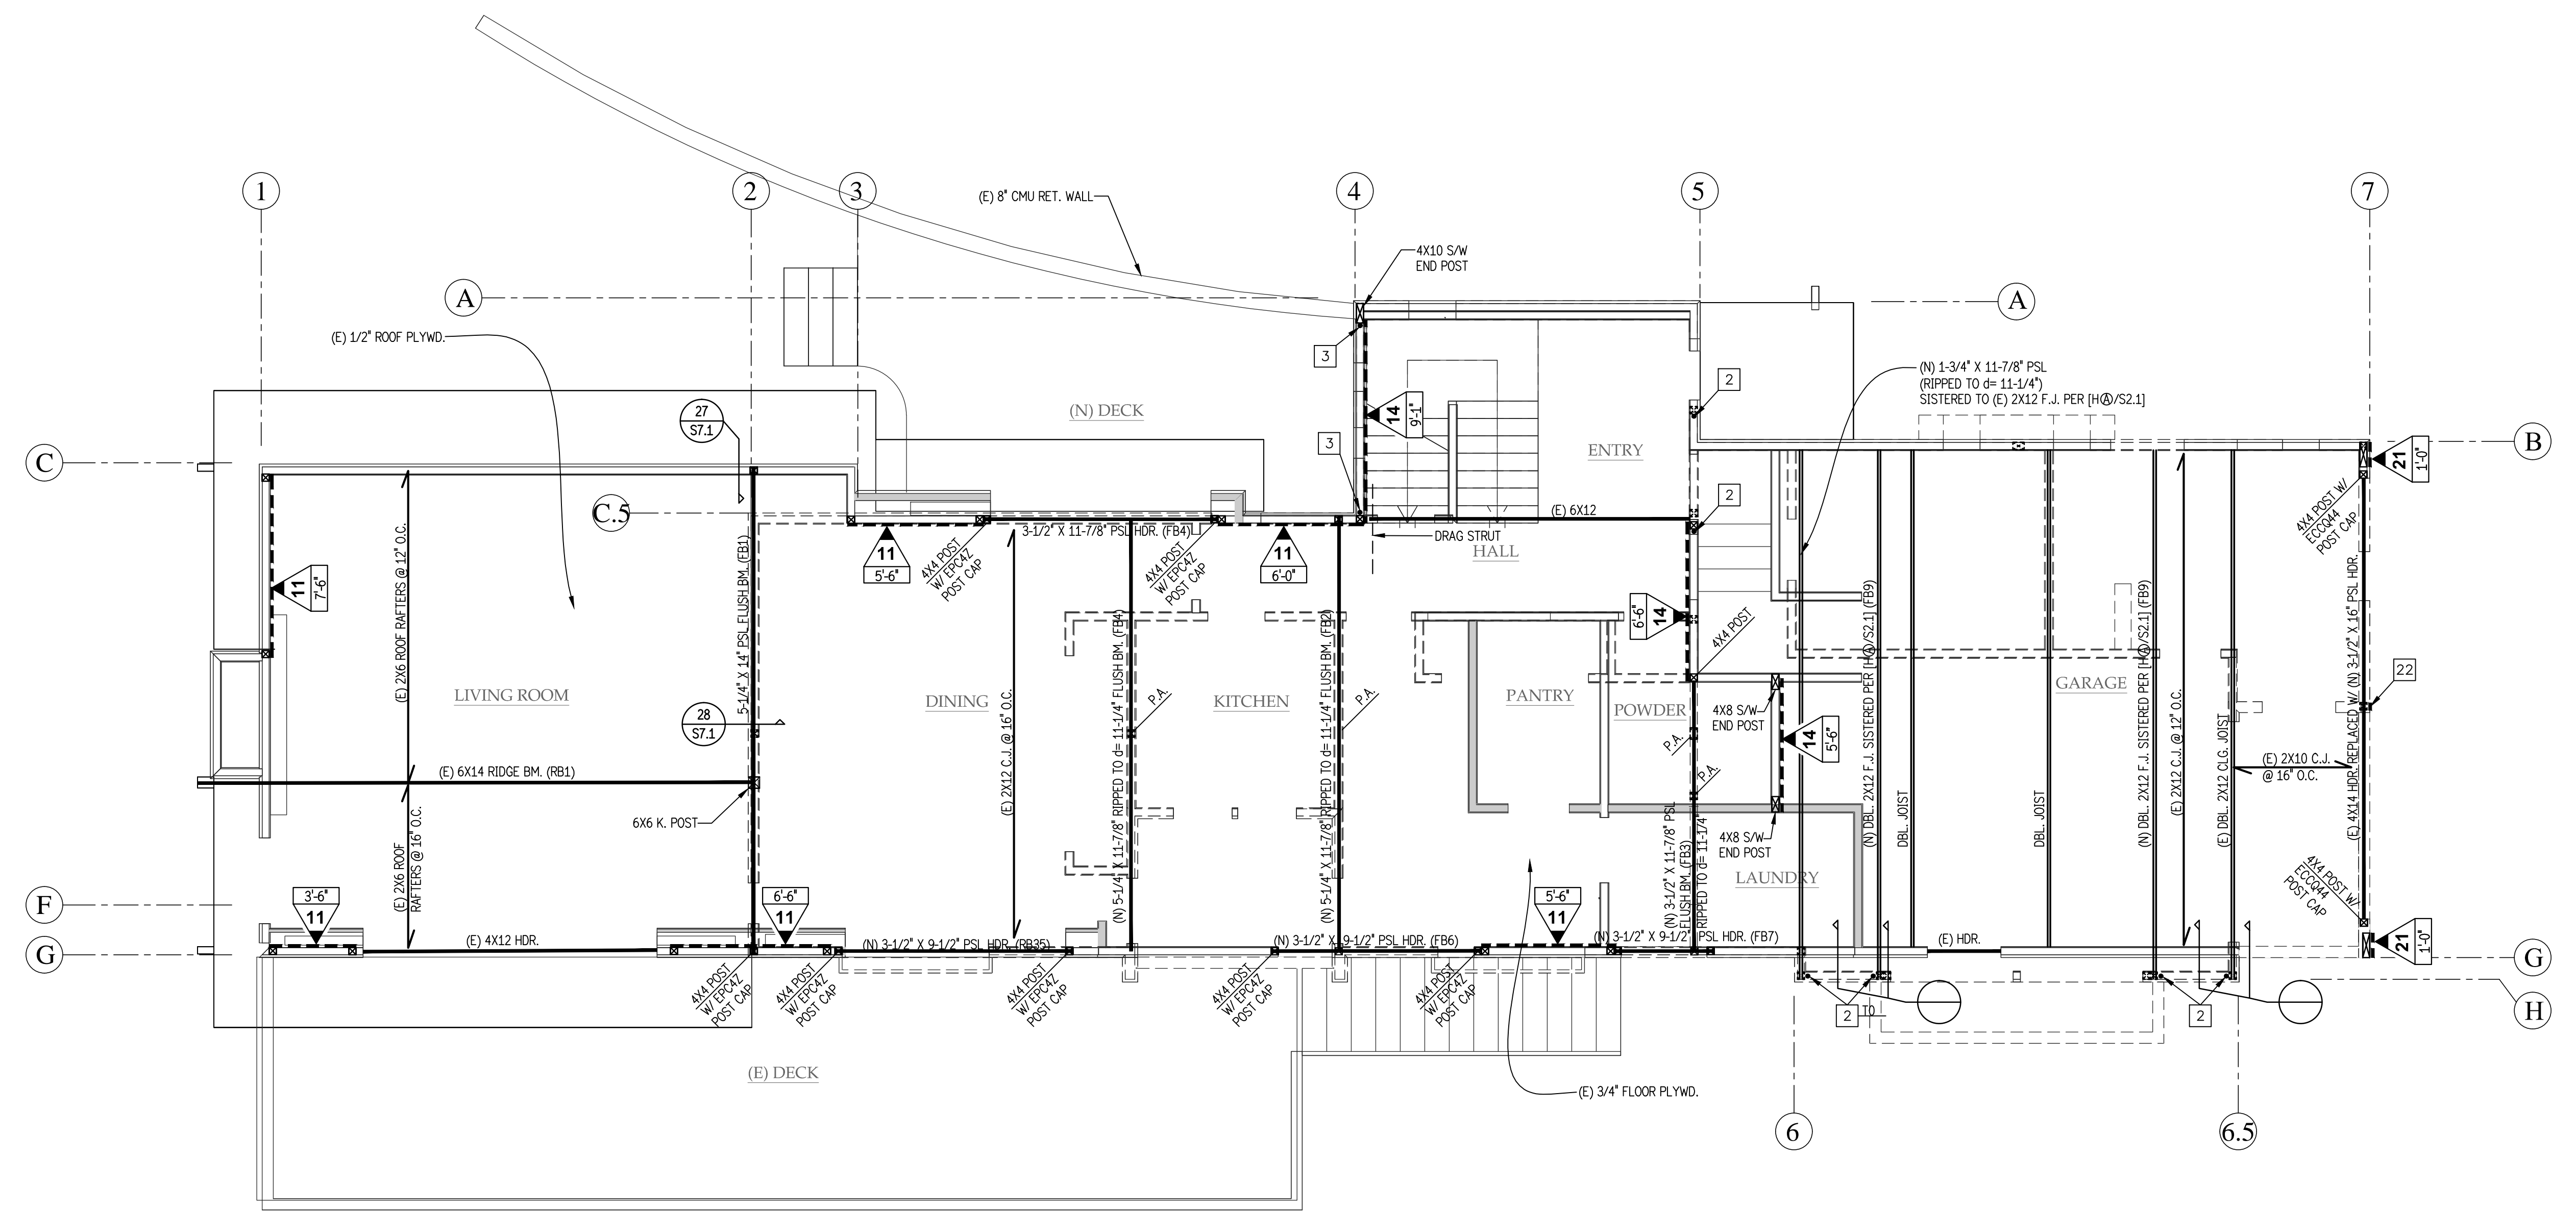 1
2
3
4
5
7
(E) 8" CMU RET. WALL
4X10 S/W
END POST
A
A
(E) 1/2" ROOF PLYWD.
3
2
(N) 1-3/4" X 11-7/8" PSL
(RIPPED TO d= 11-1/4")
SISTERED TO (E) 2X12 F.J. PER [HⒶ/S2.1]
27
S7.1
(N) DECK
14
9'-1"
3
ENTRY
C
B
21
1'-0"
C.5
2
(E) 6X12
3-1/2" X 11-7/8" PSL HDR. (FB4)
DRAG STRUT
HALL
4X4 POST W/
ECCQ44
POST CAP
11
5'-6"
4X4 POST
W/ EPC4Z
POST CAP
4X4 POST
W/ EPC4Z
POST CAP
11
6'-0"
11
7'-6"
(E) 2X6 ROOF RAFTERS @ 12" O.C.
5-1/4" X 14" PSL FLUSH BM. (FB1)
6'-6"
14
4X4 POST
LIVING ROOM
DINING
KITCHEN
PANTRY
POWDER
GARAGE
22
28
S7.1
(E) 2X12 C.J. @ 16" O.C.
(N) 5-1/4" X 11-7/8" RIPPED TO d= 11-1/4" FLUSH BM. (FB4)
P.A.
(N) 5-1/4" X 11-7/8" RIPPED TO d= 11-1/4" FLUSH BM. (FB2)
P.A.
4X8 S/W
END POST
14
5'-6"
P.A.
P.A.
(N) DBL. 2X12 F.J. SISTERED PER [HⒶ/S2.1] (FB9)
DBL. JOIST
DBL. JOIST
(N) DBL. 2X12 F.J. SISTERED PER [HⒶ/S2.1] (FB9)
(E) 2X12 C.J. @ 12" O.C.
(E) DBL. 2X12 CLG. JOIST
(E) 2X10 C.J.
@ 16" O.C.
(E) 4X14 HDR. REPLACED W/ (N) 3-1/2" X 16" PSL HDR.
(E) 6X14 RIDGE BM. (RB1)
6X6 K. POST
(E) 2X6 ROOF
RAFTERS @ 16" O.C.
4X8 S/W
END POST
(N) 3-1/2" X 11-7/8" PSL
FLUSH BM. (FB3)
RIPPED TO d= 11-1/4"
LAUNDRY
4X4 POST W/
ECCQ44
POST CAP
F
3'-6"
11
6'-6"
11
5'-6"
11
(E) 4X12 HDR.
(N) 3-1/2" X 9-1/2" PSL HDR. (RB35)
(N) 3-1/2" X 9-1/2" PSL HDR. (FB6)
(N) 3-1/2" X 9-1/2" PSL HDR. (FB7)
(E) HDR.
21
1'-0"
G
G
4X4 POST
W/ EPC4Z
POST CAP
4X4 POST
W/ EPC4Z
POST CAP
4X4 POST
W/ EPC4Z
POST CAP
4X4 POST
W/ EPC4Z
POST CAP
4X4 POST
W/ EPC4Z
POST CAP
2 TO
2
H
(E) DECK
(E) 3/4" FLOOR PLYWD.
6
6.5